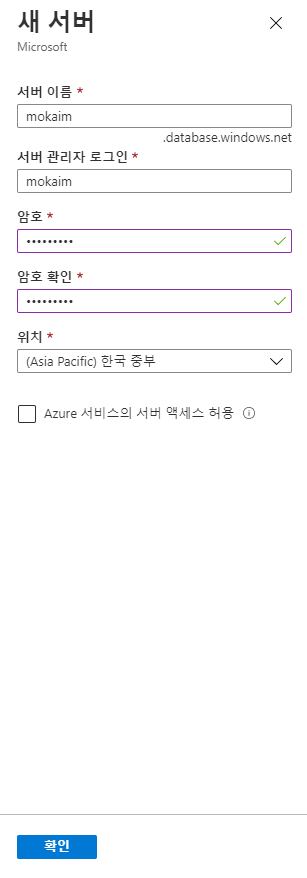 새 서버
Microsoft
서버 이름 *
mokaim
.database.windows.net
서버 관리자 로그인 *
mokaim
암호 *
•••••••••
암호 확인 *
•••••••••
위치 *
(Asia Pacific) 한국 중부
Azure 서비스의 서버 액세스 허용
확인